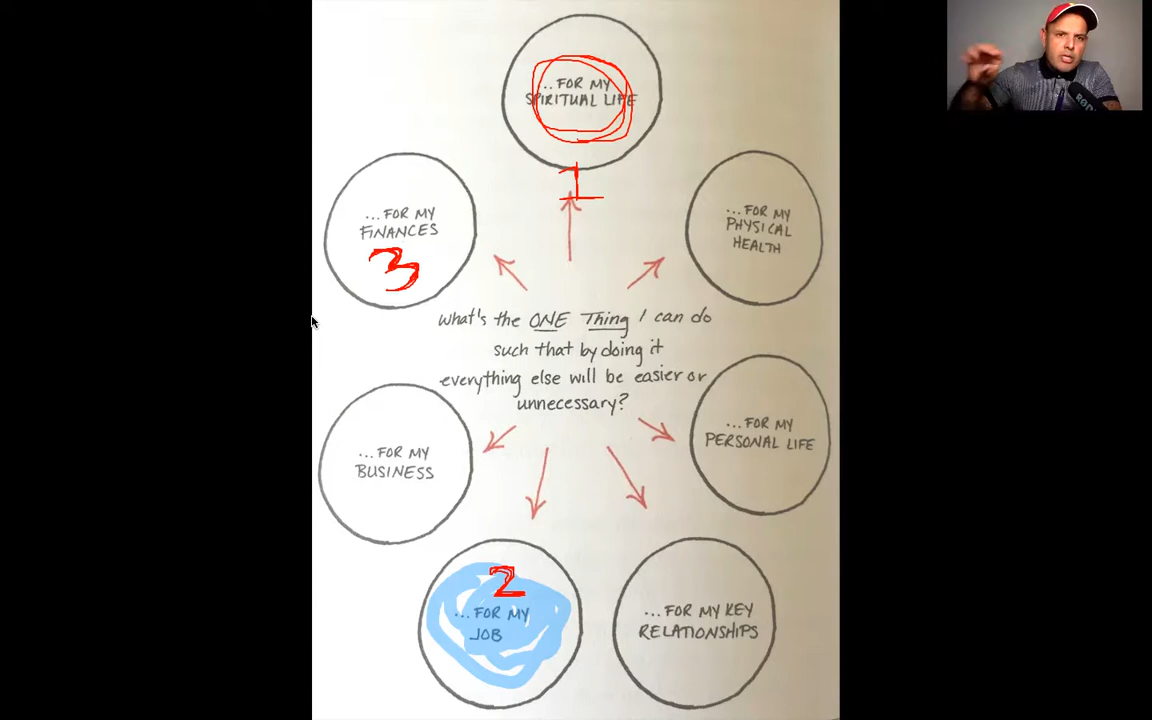 ...FOR MY
SPIRITUAL LIFE
1
...FOR MY
FINANCES
3
...FOR MY
PHYSICAL
HEALTH
What's the ONE Thing I can do
such that by doing it
everything else will be easier or
unnecessary?
...FOR MY
BUSINESS
...FOR MY
PERSONAL LIFE
2
...FOR MY
JOB
...FOR MY KEY
RELATIONSHIPS
RODE